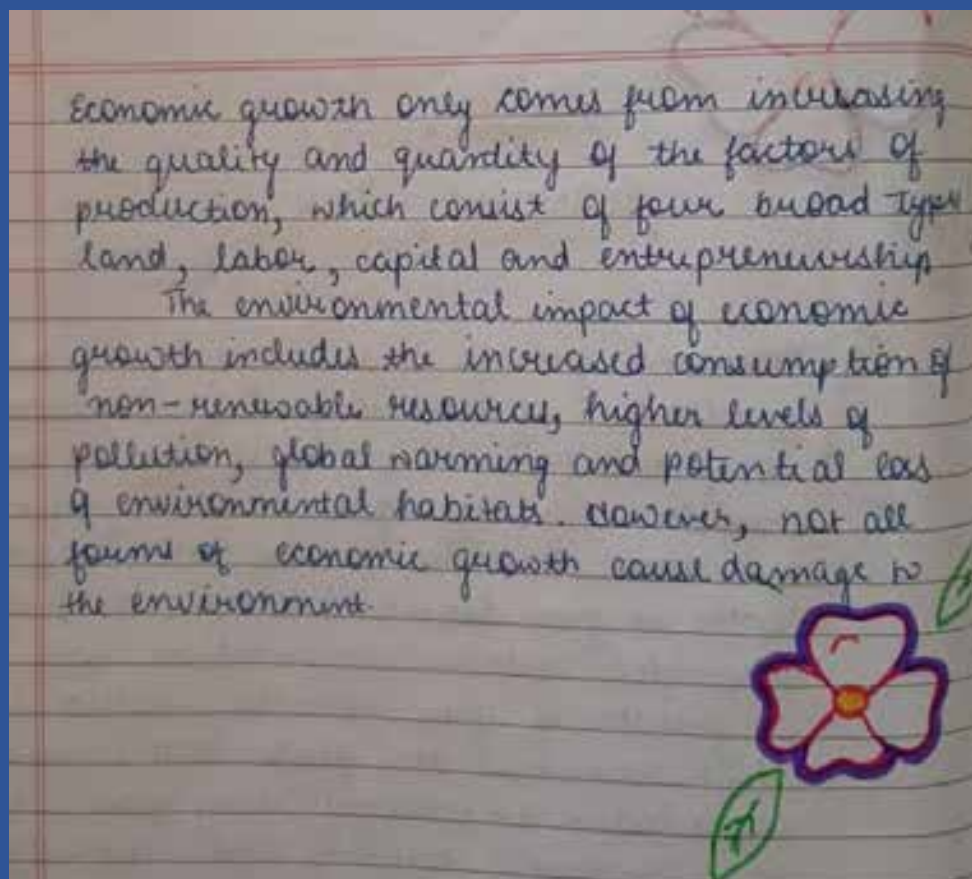 Economic growth only comes from increasing
the quality and quantity of the factors of
production, which consist of four broad types
land, labor, capital and entrepreneurship
The environmental impact of economic
growth includes the increased consumption of
non-renewable resources, higher levels of
pollution, global warming and potential loss
of environmental habitats. However, not all
forms of economic growth cause damage to
the environment.